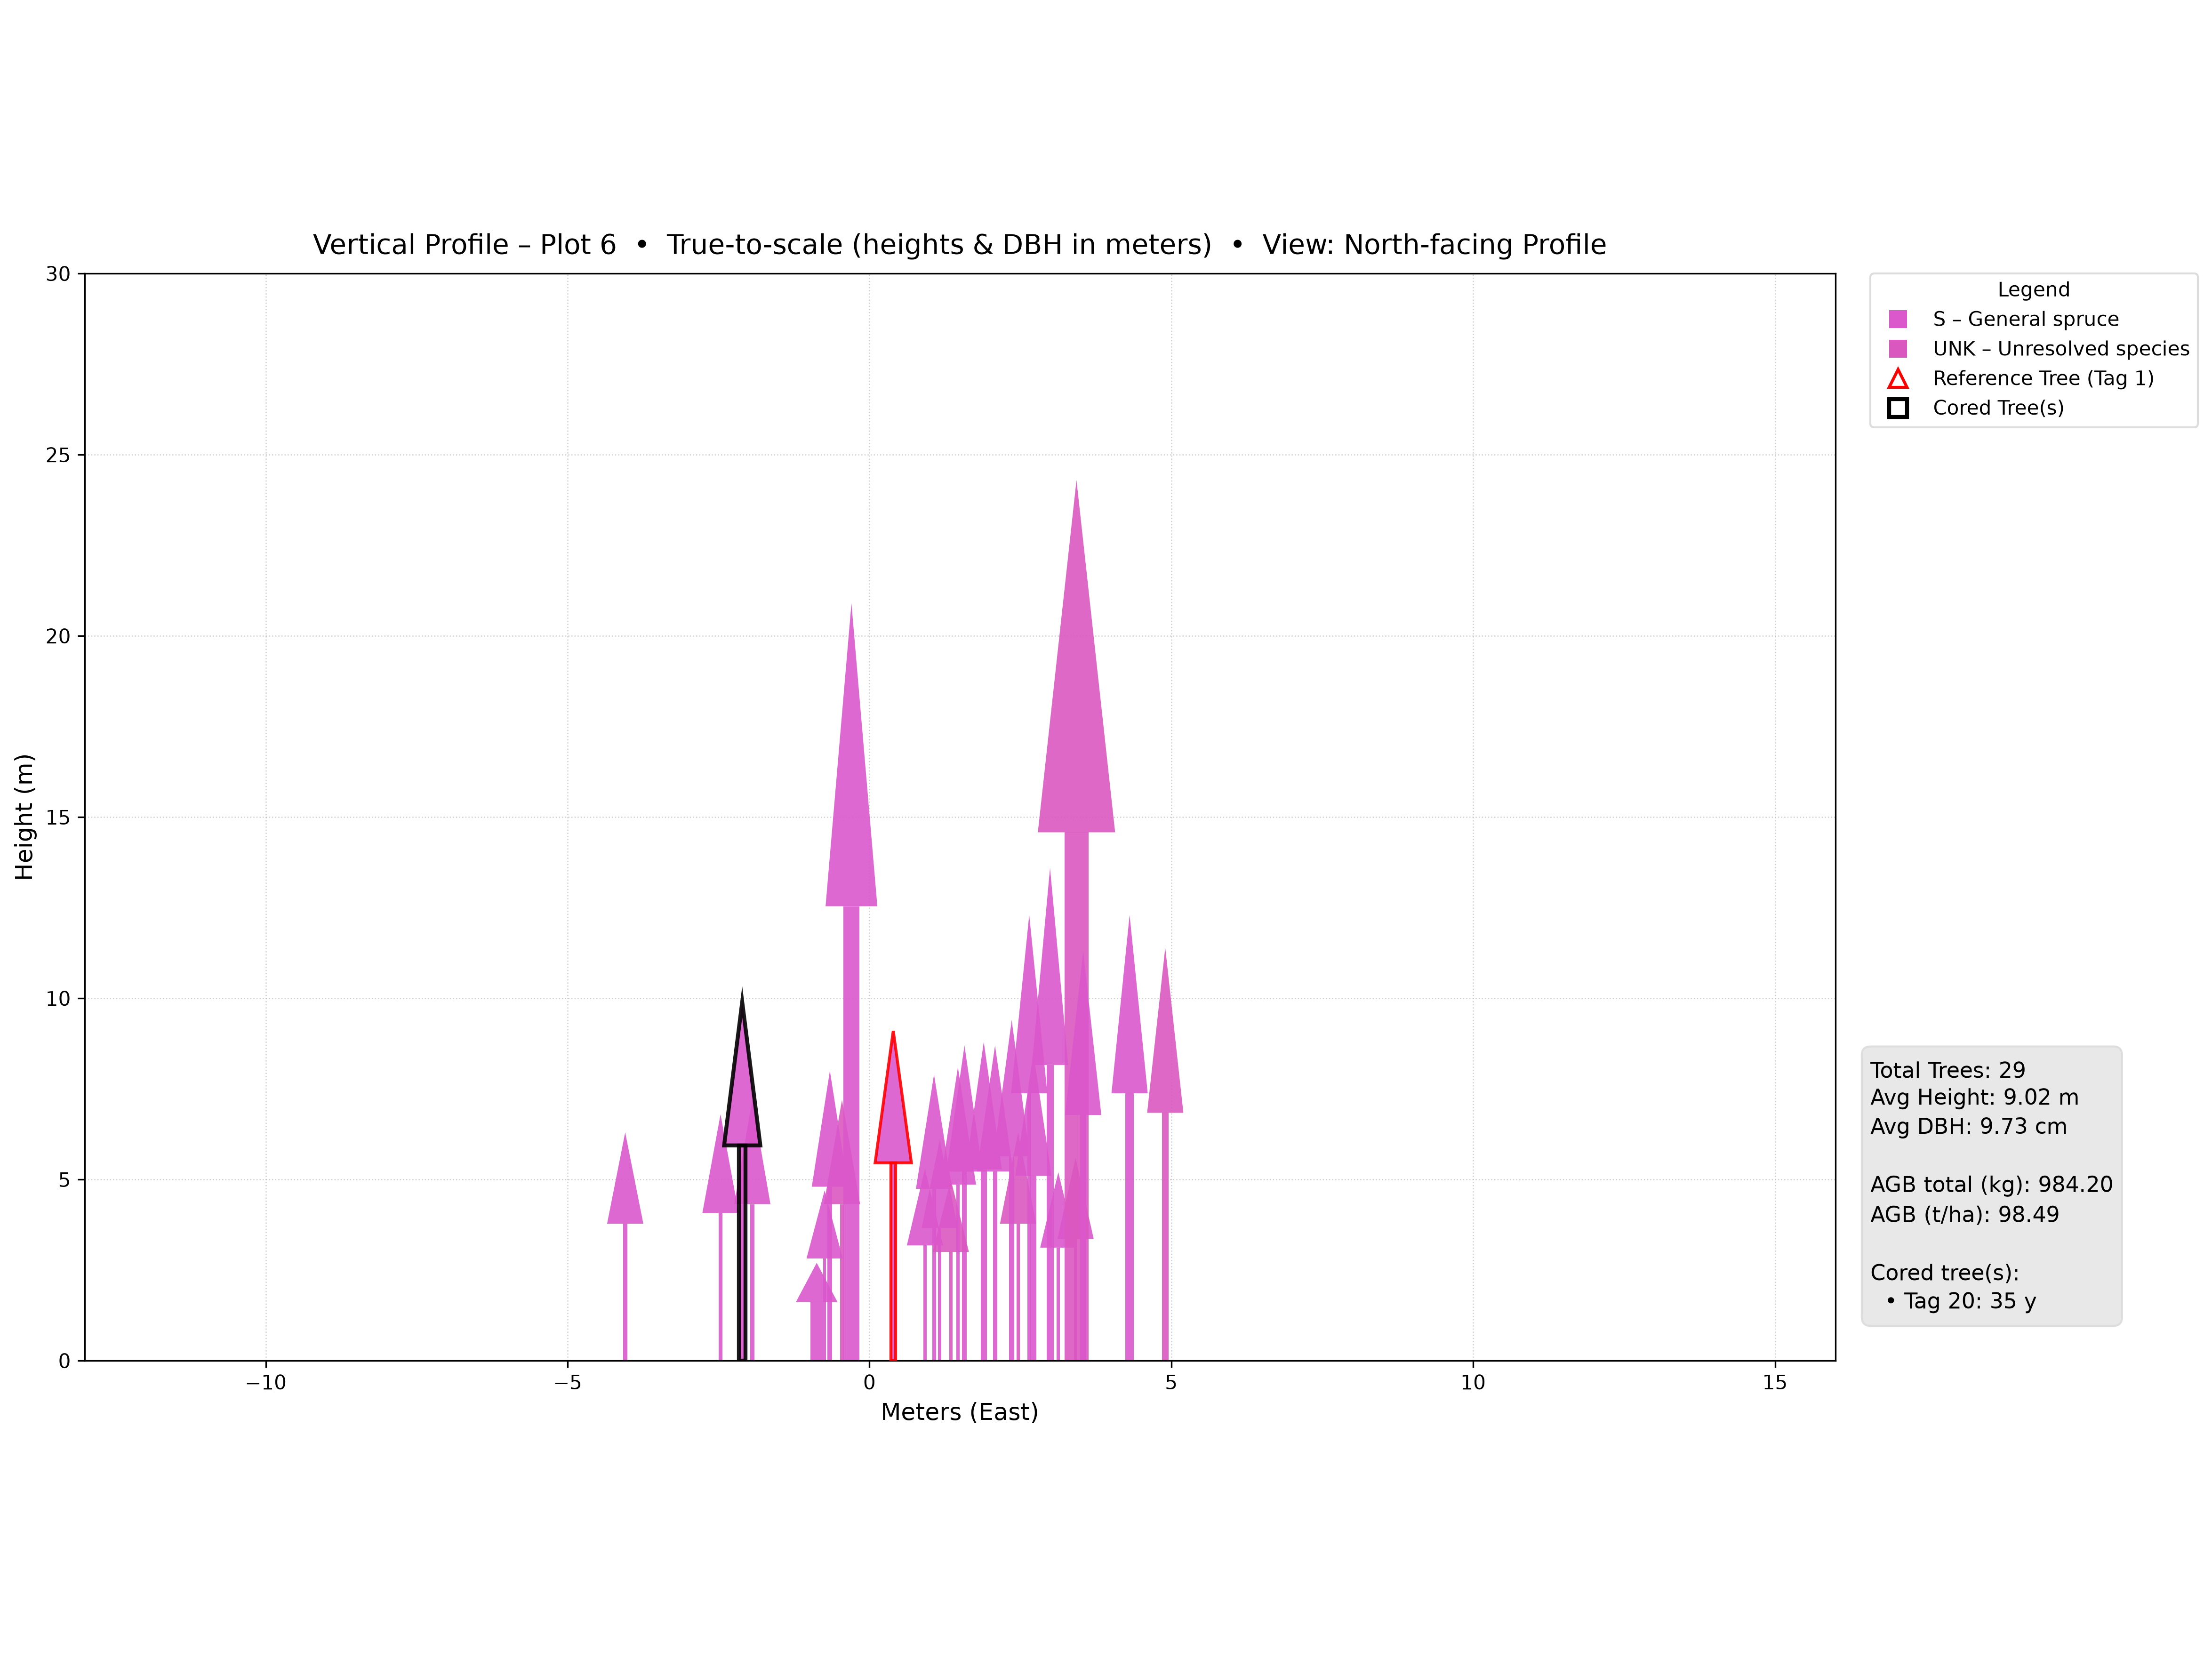 Vertical Profile – Plot 6 • True-to-scale (heights & DBH in meters) • View: North-facing Profile
Height (m)
30
25
20
15
10
5
0
−10
−5
0
5
10
15
Meters (East)
Legend
S – General spruce
UNK – Unresolved species
Reference Tree (Tag 1)
Cored Tree(s)
Total Trees: 29
Avg Height: 9.02 m
Avg DBH: 9.73 cm
AGB total (kg): 984.20
AGB (t/ha): 98.49
Cored tree(s):
• Tag 20: 35 y